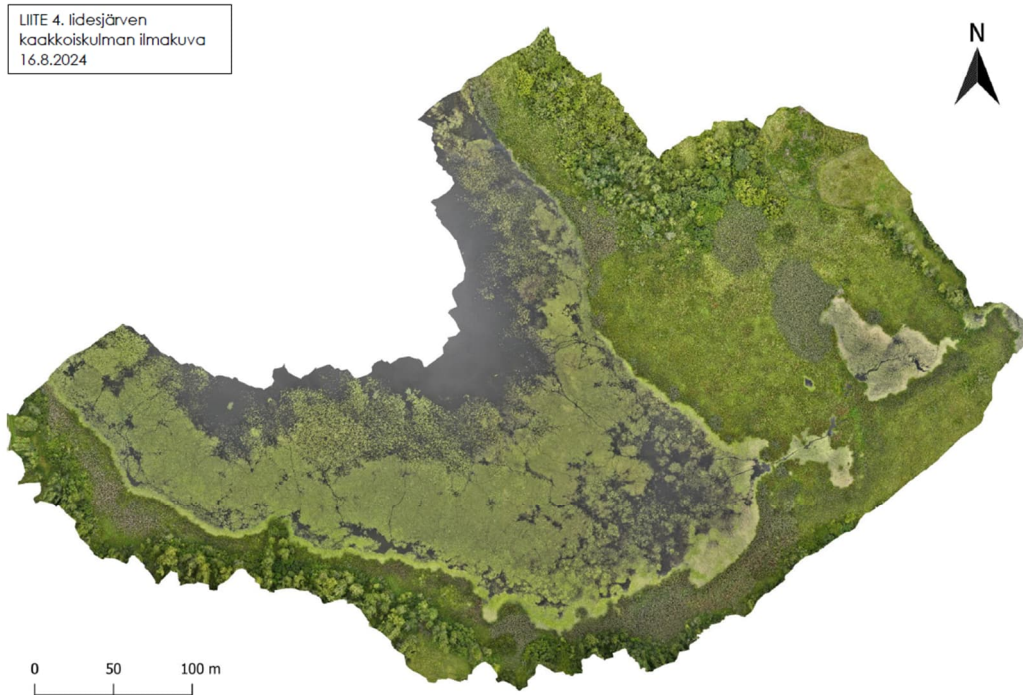 LIITE 4. Iidesjärven
kaakkoiskulman ilmakuva
16.8.2024
N
0 50 100 m